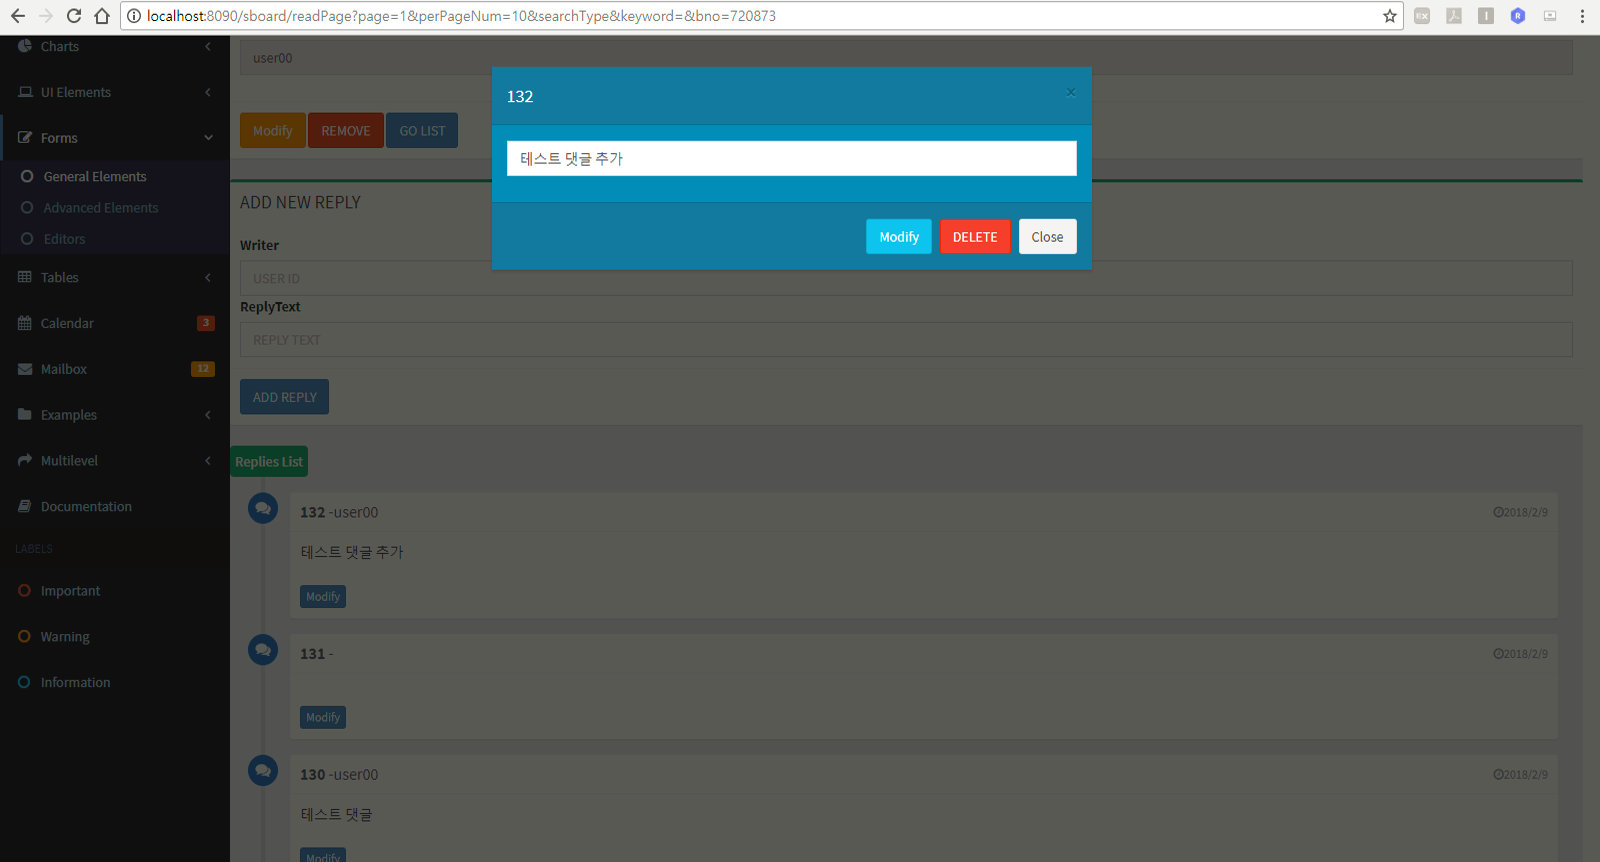 localhost:8090/sboard/readPage?page=1&perPageNum=10&searchType&keyword=&bno=720873
Charts
UI Elements
Forms
General Elements
Advanced Elements
Editors
Tables
Calendar 3
Mailbox 12
Examples
Multilevel
Documentation
LABELS
Important
Warning
Information
user00
Modify REMOVE GO LIST
132 ×
테스트 댓글 추가
Modify DELETE Close
ADD NEW REPLY
Writer
USER ID
ReplyText
REPLY TEXT
ADD REPLY
Replies List
132 -user00 2018/2/9
테스트 댓글 추가
Modify
131 - 2018/2/9
Modify
130 -user00 2018/2/9
테스트 댓글
Modify